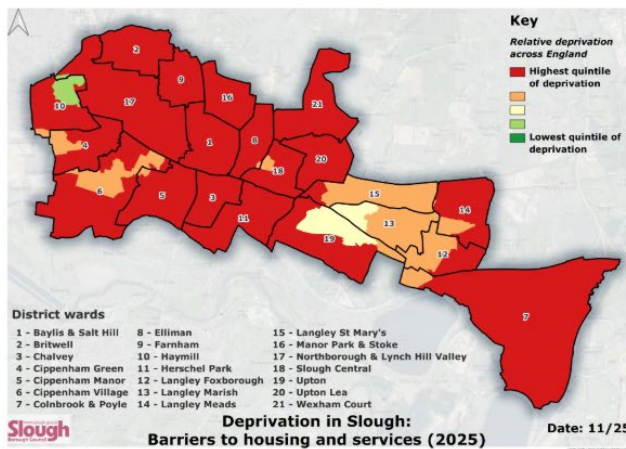 Key
Relative deprivation
across England
Highest quintile
of deprivation
Lowest quintile of
deprivation
2
9
16
10
17
21
1
8
4
18
20
6
5
3
11
15
19
13
14
12
7
District wards
1 - Baylis & Salt Hill
2 - Britwell
3 - Chalvey
4 - Cippenham Green
5 - Cippenham Manor
6 - Cippenham Village
7 - Colnbrook & Poyle
8 - Elliman
9 - Farnham
10 - Haymill
11 - Herschel Park
12 - Langley Foxborough
13 - Langley Marish
14 - Langley Meads
15 - Langley St Mary's
16 - Manor Park & Stoke
17 - Northborough & Lynch Hill Valley
18 - Slough Central
19 - Upton
20 - Upton Lea
21 - Wexham Court
Slough
Borough Council
Deprivation in Slough:
Barriers to housing and services (2025)
Date: 11/25